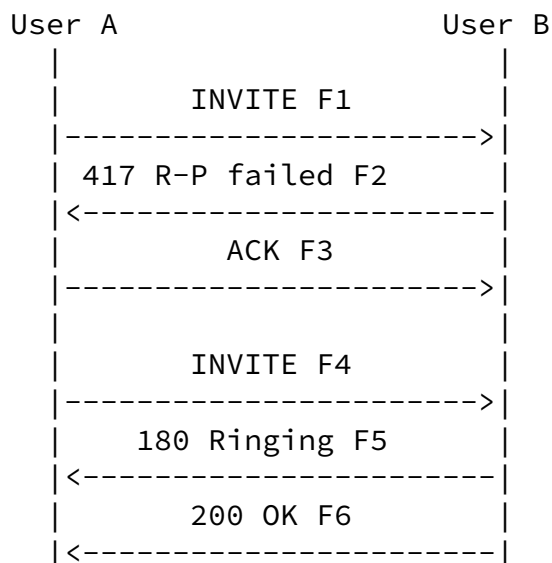 User A User B
INVITE F1
417 R-P failed F2
ACK F3
INVITE F4
180 Ringing F5
200 OK F6